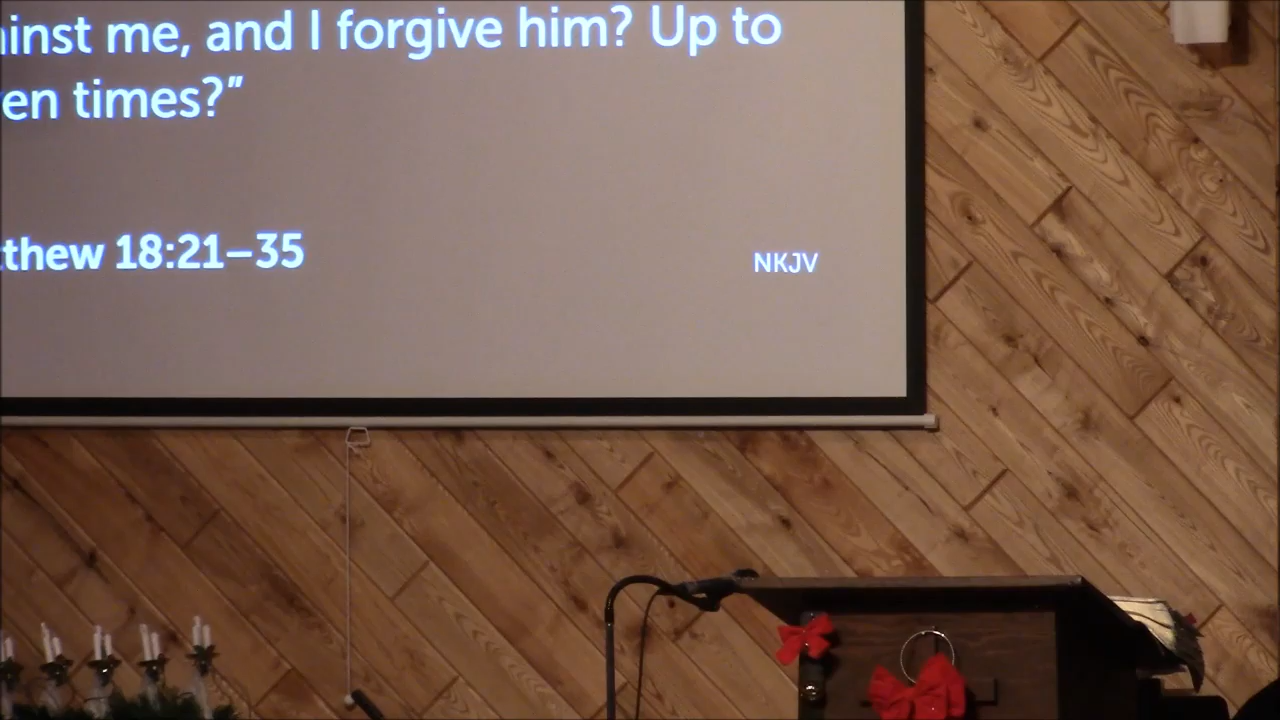 inst me, and I forgive him? Up to
en times?”
thew 18:21–35
NKJV